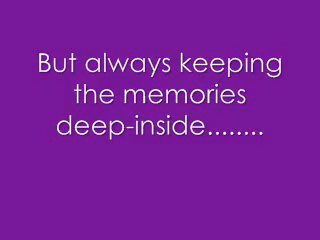 But always keeping
the memories
deep-inside........